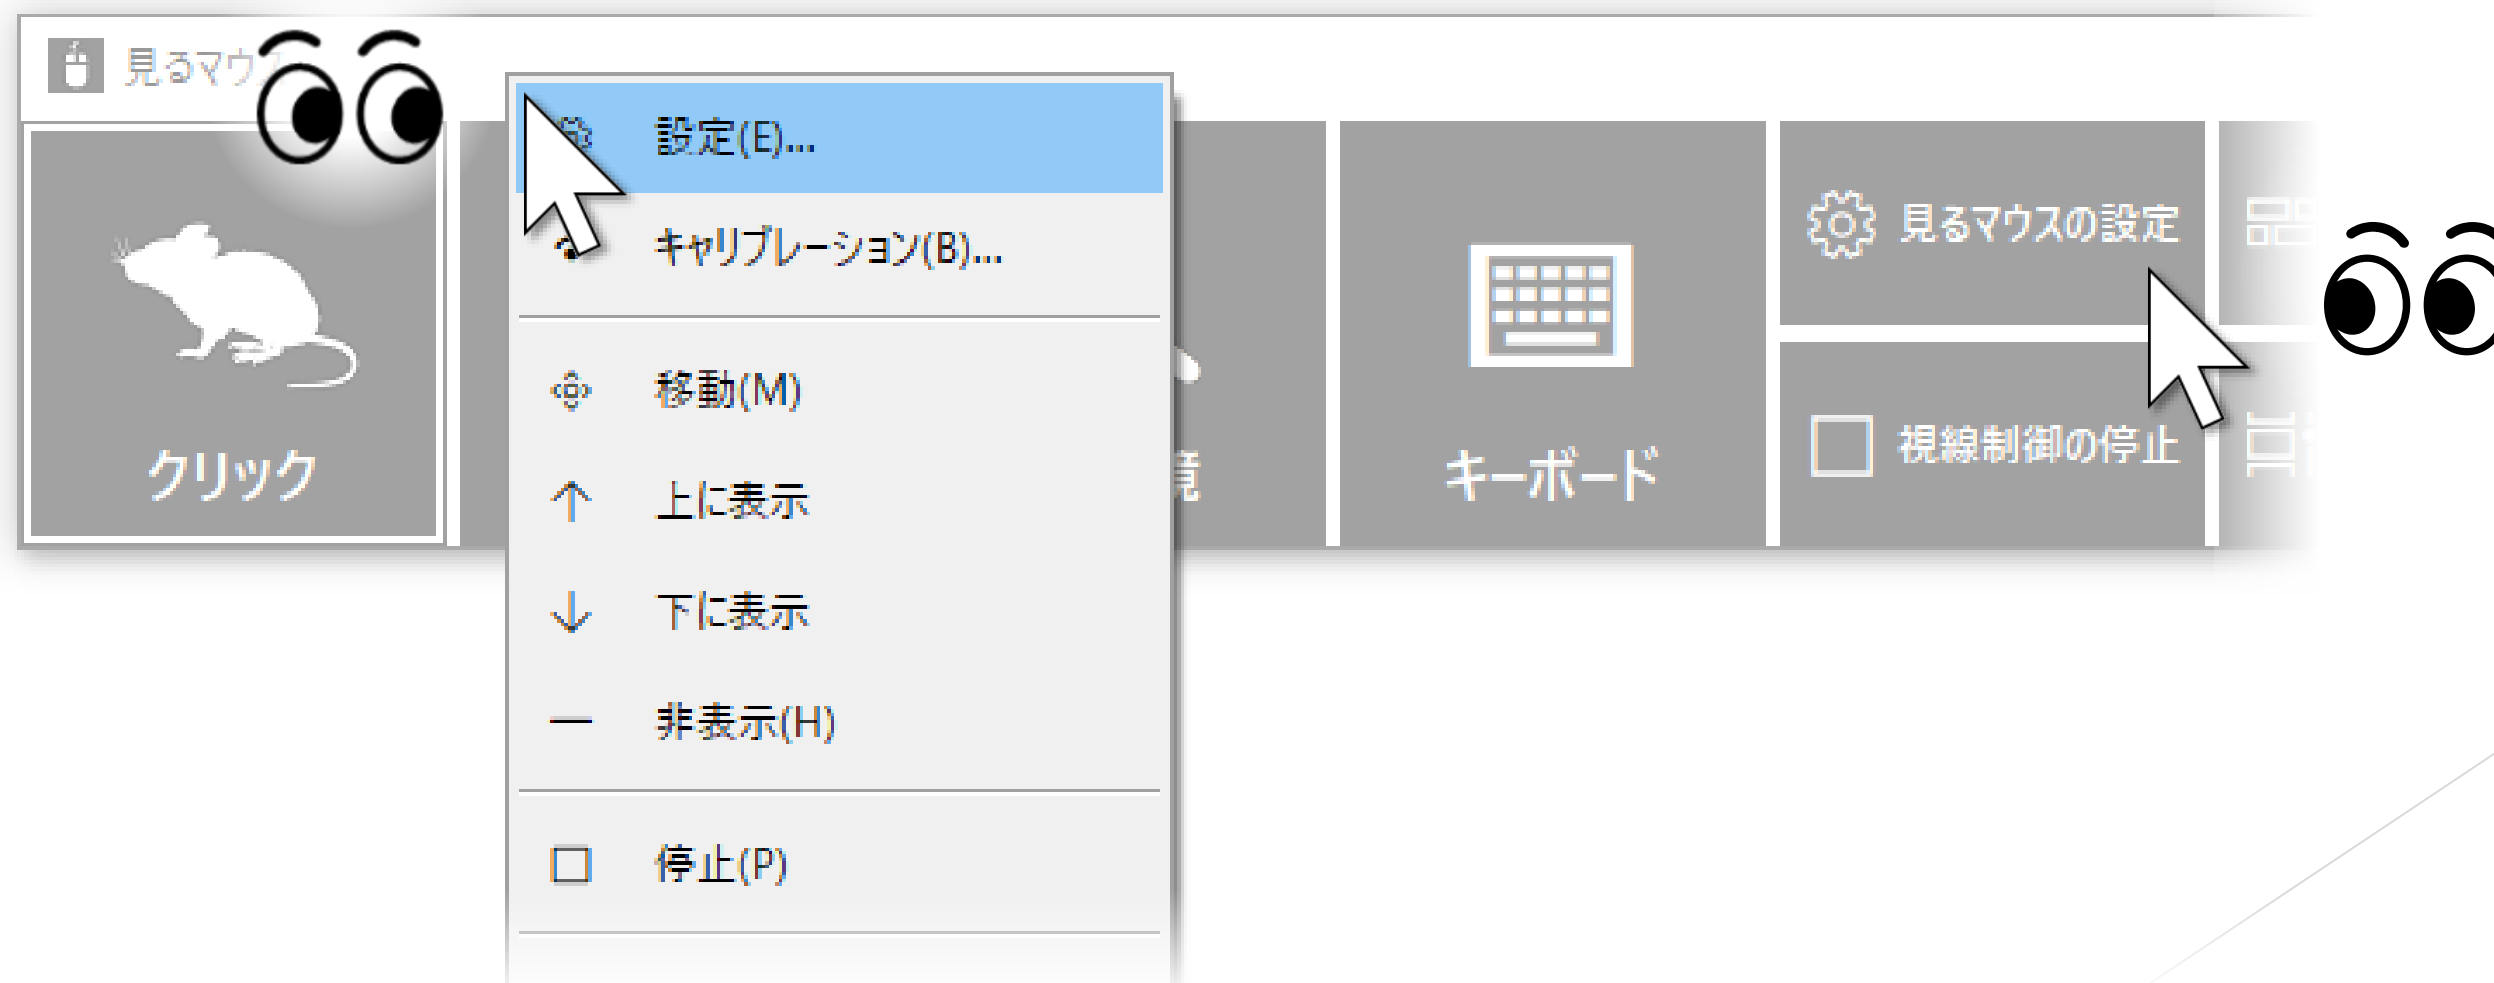 見るマウス
設定(E)...
キャリブレーション(B)...
移動(M)
上に表示
下に表示
非表示(H)
停止(P)
クリック
キーボード
見るマウスの設定
視線制御の停止